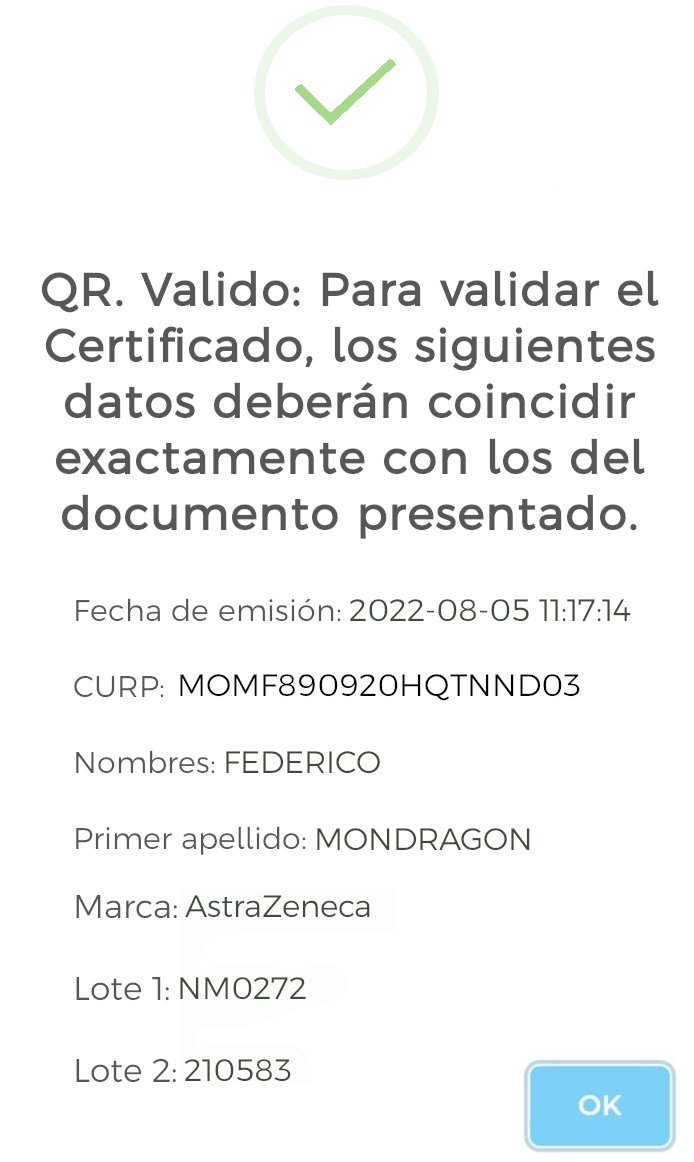 QR. Valido: Para validar el
Certificado, los siguientes
datos deberán coincidir
exactamente con los del
documento presentado.
Fecha de emisión: 2022-08-05 11:17:14
CURP: MOMF890920HQTNND03
Nombres: FEDERICO
Primer apellido: MONDRAGON
Marca: AstraZeneca
Lote 1: NM0272
Lote 2: 210583
OK